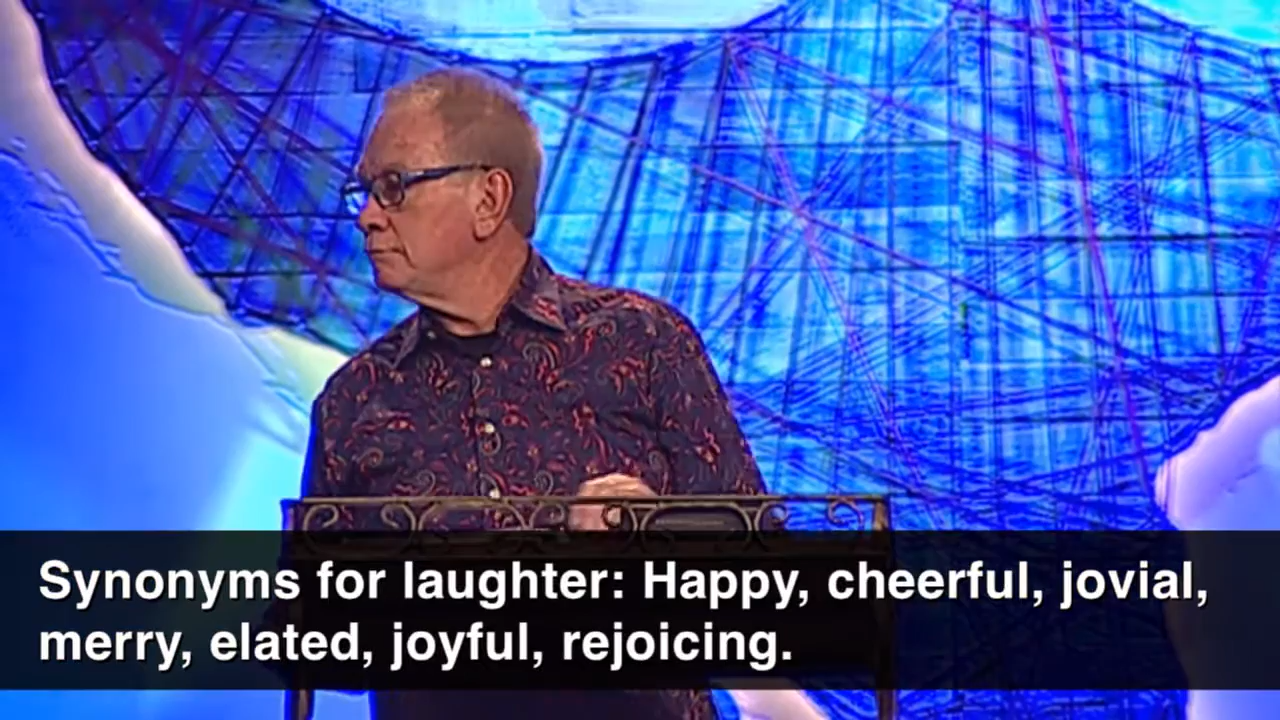 Synonyms for laughter: Happy, cheerful, jovial,
merry, elated, joyful, rejoicing.